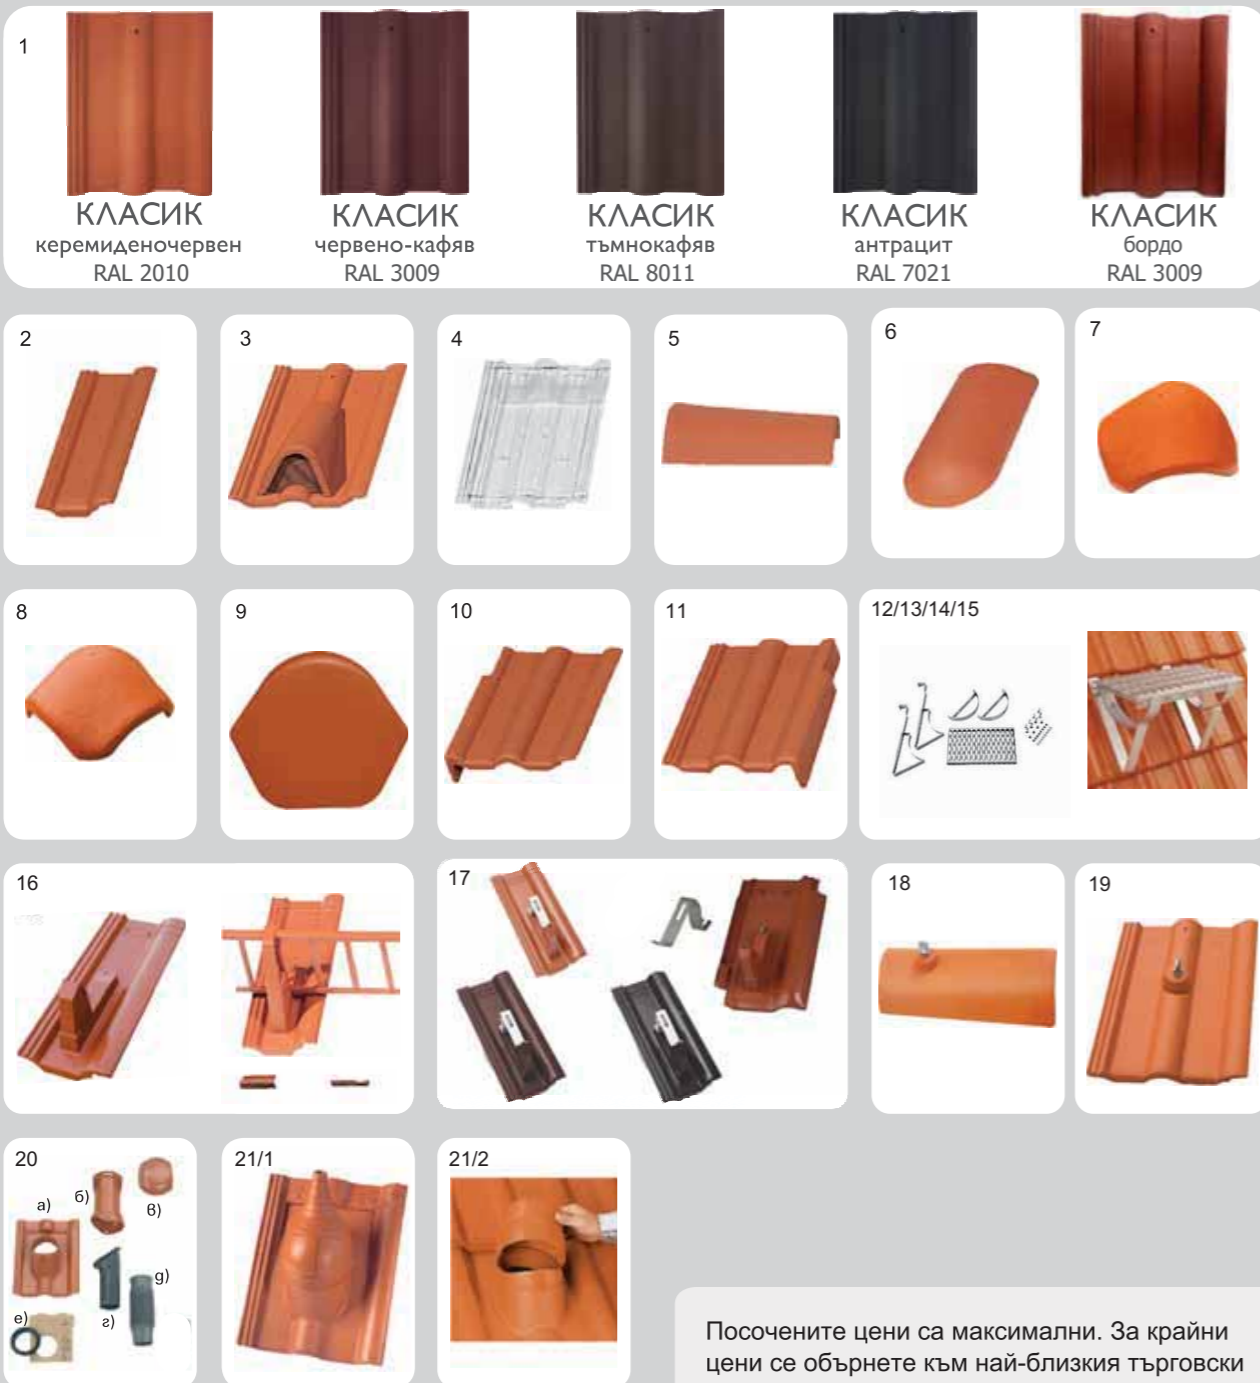 1
КЛАСИК
керемиденочервен
RAL 2010
КЛАСИК
червено-кафяв
RAL 3009
КЛАСИК
тъмнокафяв
RAL 8011
КЛАСИК
антрацит
RAL 7021
КЛАСИК
бордо
RAL 3009
2
3
4
5
6
7
8
9
10
11
12/13/14/15
16
17
18
19
20
а)
б)
в)
г)
д)
е)
21/1
21/2
Посочените цени са максимални. За крайни
цени се обърнете към най-близкия търговски